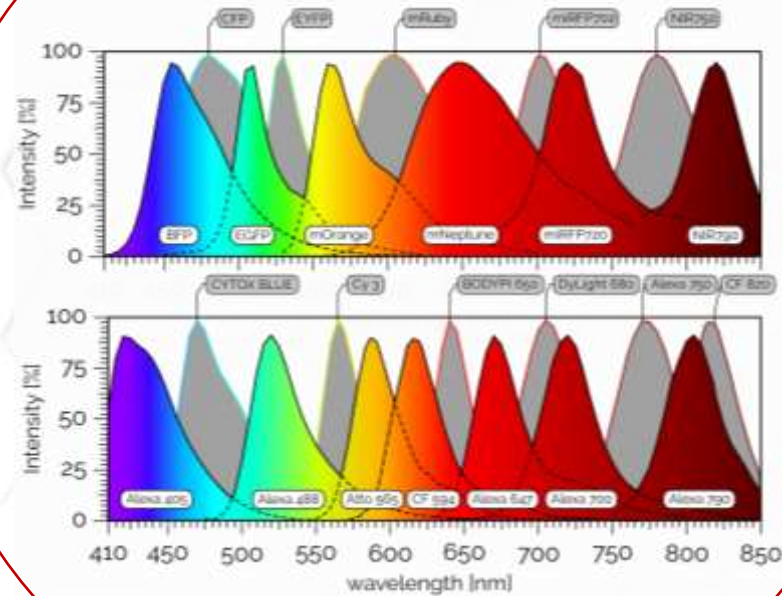 CFP EYFP mRuby miRFP702 NIR750
100
75
50
25
0
Intensity [%]
BFP EGFP mOrange mNeptune miRFP720 NIR790
CYTOX BLUE Cy 3 BODYPI 650 DyLight 680 Alexa 750 CF 820
100
75
50
25
0
Intensity [%]
Alexa 405 Alexa 488 Atto 565 CF 594 Alexa 647 Alexa 700 Alexa 790
410 450 500 550 600 650 700 750 800 850
wavelength [nm]